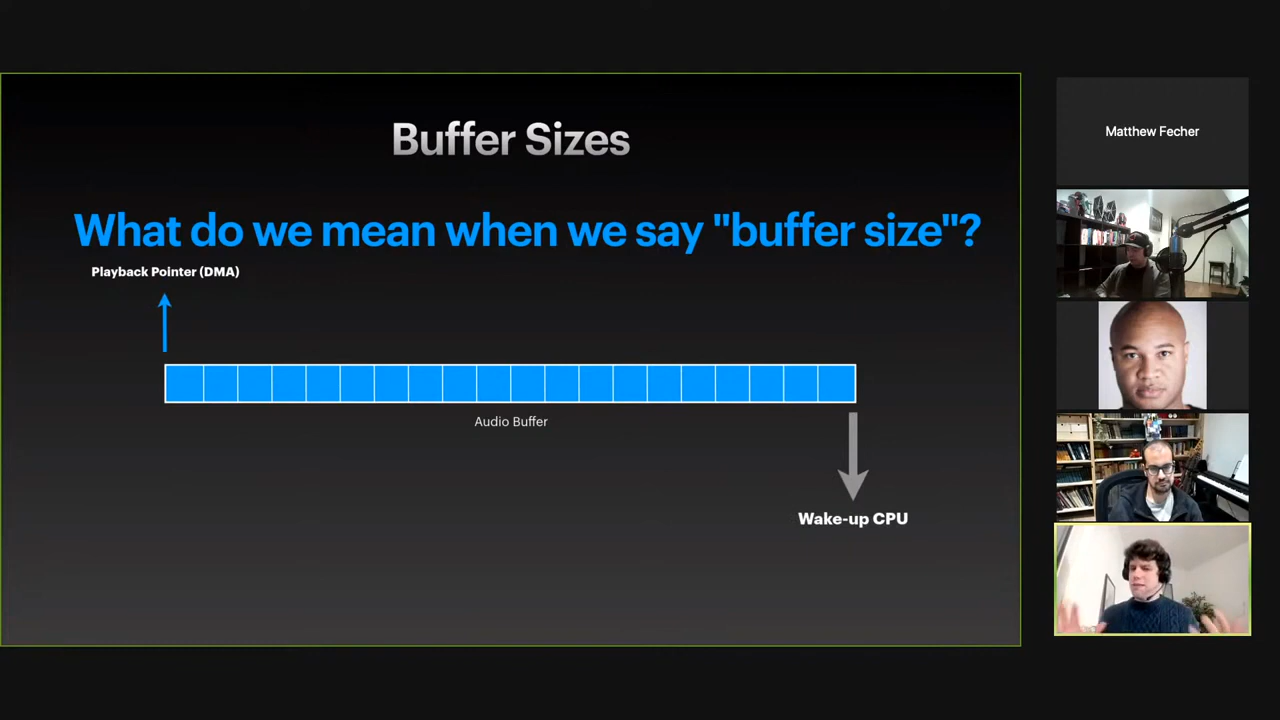 Buffer Sizes
What do we mean when we say "buffer size"?
Playback Pointer (DMA)
Audio Buffer
Wake-up CPU
Matthew Fecher